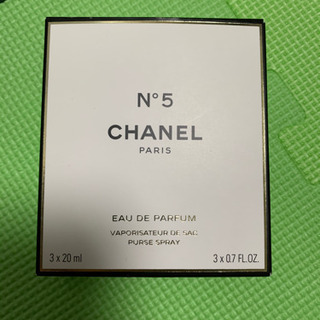 N°5
CHANEL
PARIS
EAU DE PARFUM
VAPORISATEUR DE SAC
PURSE SPRAY
3 x 20 ml
3 x 0.7 FL.OZ.